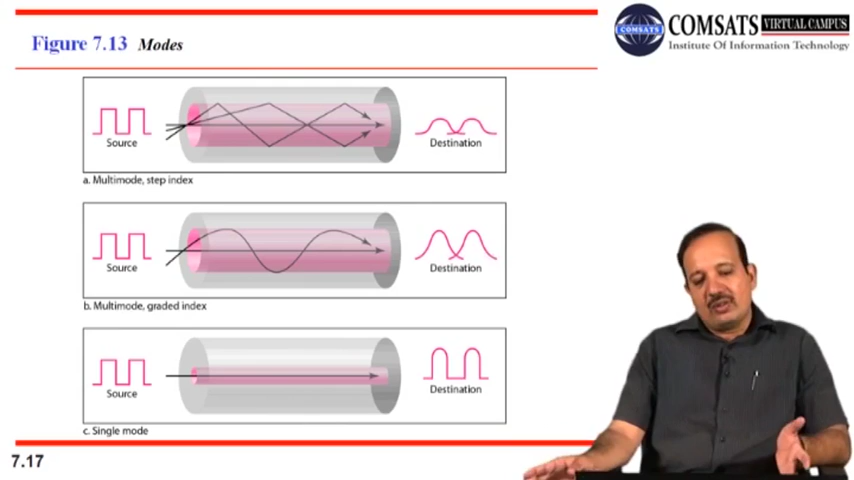 Figure 7.13 Modes
COMSATS
COMSATS VIRTUAL CAMPUS
Institute Of Information Technology
Source
Destination
a. Multimode, step index
Source
Destination
b. Multimode, graded index
Source
Destination
c. Single mode
7.17